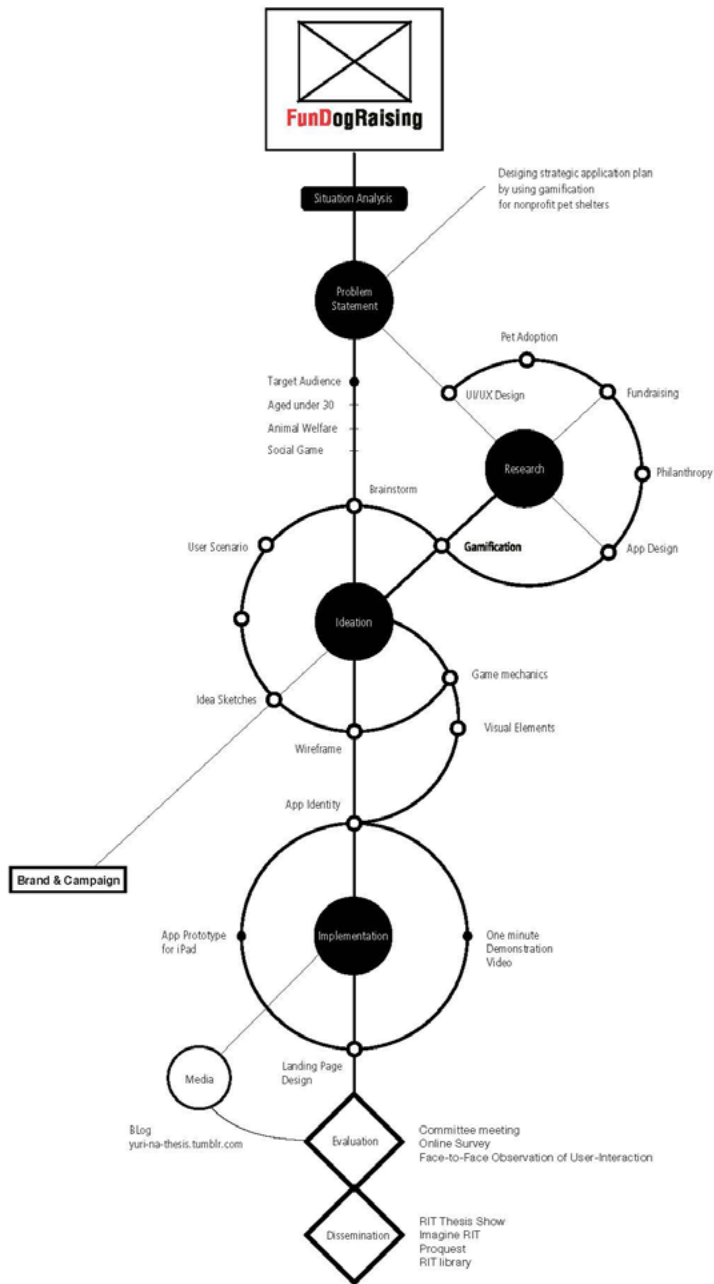 FunDogRaising
Situation Analysis
Desiging strategic application plan
by using gamification
for nonprofit pet shelters
Problem
Statement
Pet Adoption
Target Audience
UI/UX Design
Fundraising
Aged under 30
Animal Welfare
Social Game
Research
Philanthropy
Brainstorm
User Scenario
Gamification
App Design
Ideation
Game mechanics
Idea Sketches
Visual Elements
Wireframe
App Identity
Brand & Campaign
App Prototype
for iPad
Implementation
One minute
Demonstration
Video
Landing Page
Design
Media
BLog
yuri-na-thesis.tumblr.com
Evaluation
Committee meeting
Online Survey
Face-to-Face Observation of User-Interaction
Dissemination
RIT Thesis Show
Imagine RIT
Proquest
RIT library